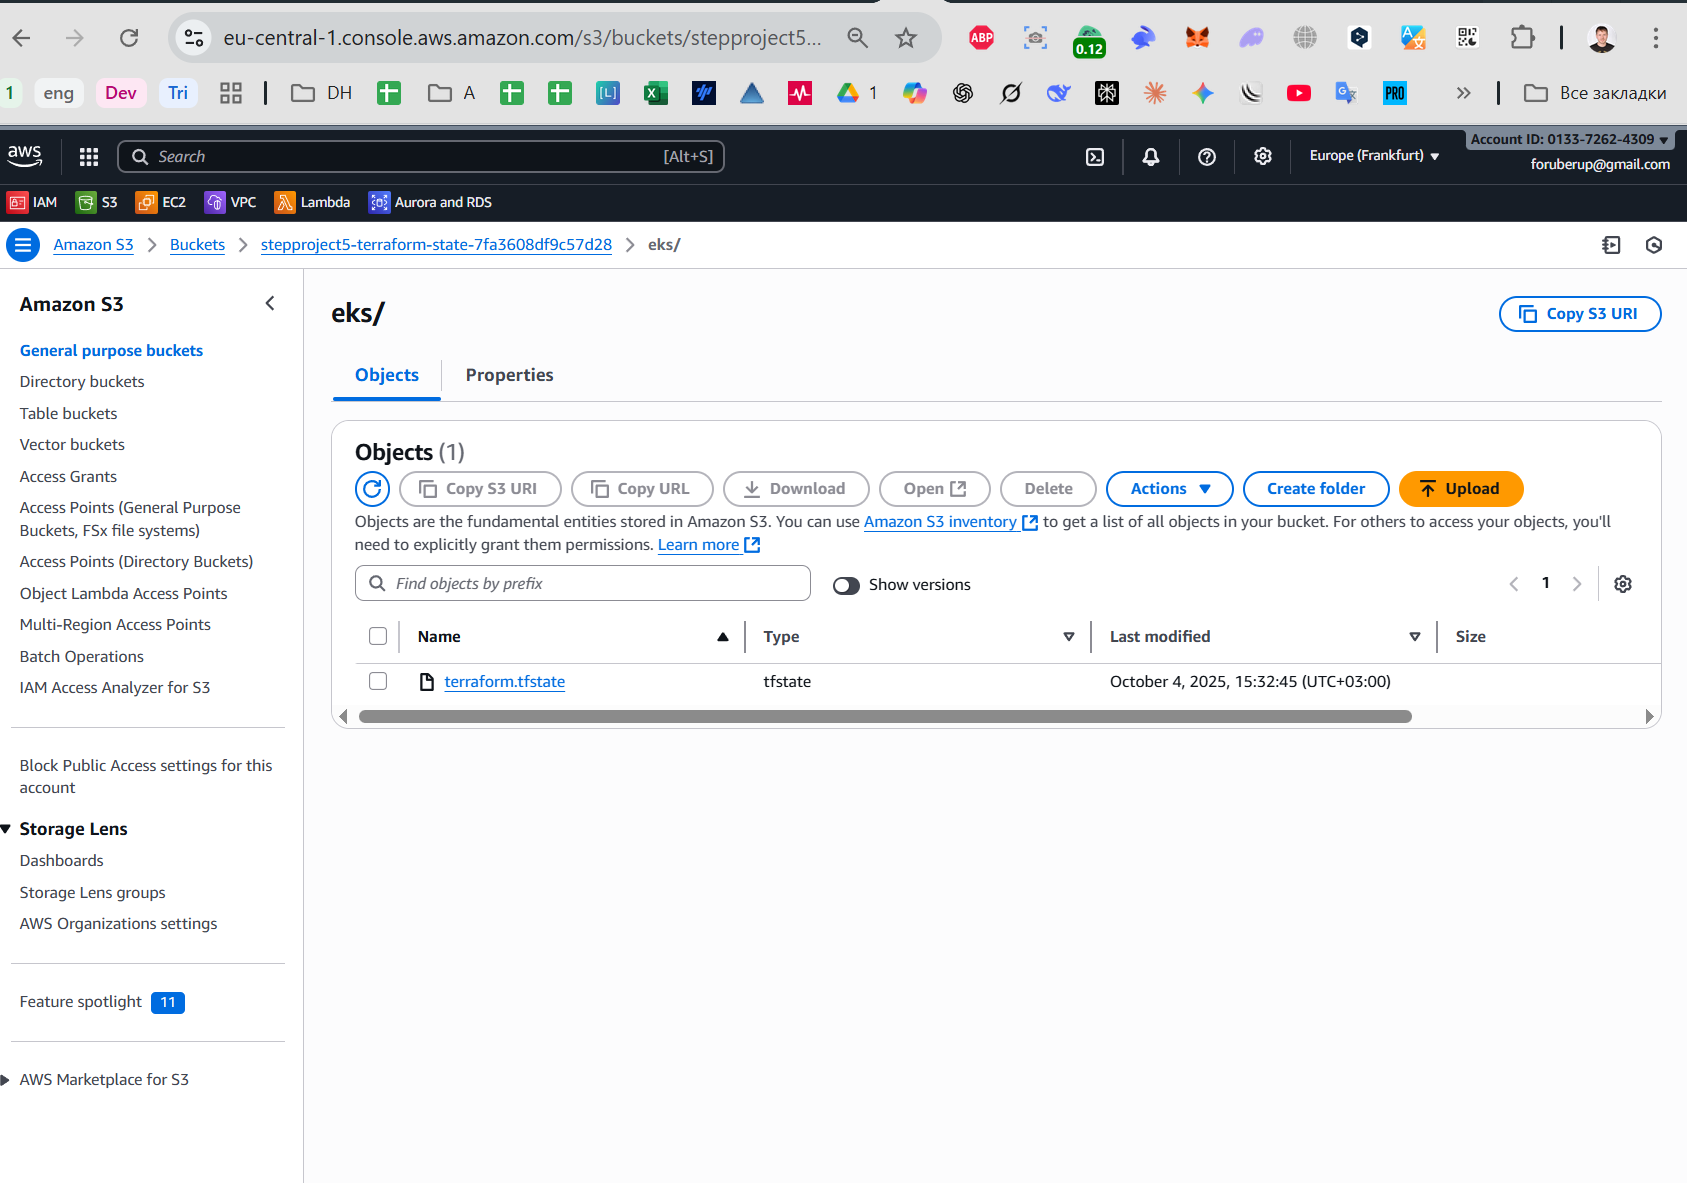 eu-central-1.console.aws.amazon.com/s3/buckets/stepproject5...
ABP
0.12
1
eng
Dev
Tri
DH
A
[L]
1
PRO
Все закладки
aws
Search
[Alt+S]
Europe (Frankfurt)
Account ID: 0133-7262-4309
foruberup@gmail.com
IAM
S3
EC2
VPC
Lambda
Aurora and RDS
Amazon S3
Buckets
stepproject5-terraform-state-7fa3608df9c57d28
eks/
Amazon S3
General purpose buckets
Directory buckets
Table buckets
Vector buckets
Access Grants
Access Points (General Purpose
Buckets, FSx file systems)
Access Points (Directory Buckets)
Object Lambda Access Points
Multi-Region Access Points
Batch Operations
IAM Access Analyzer for S3
Block Public Access settings for this
account
Storage Lens
Dashboards
Storage Lens groups
AWS Organizations settings
Feature spotlight 11
AWS Marketplace for S3
eks/
Copy S3 URI
Objects
Properties
Objects (1)
Copy S3 URI
Copy URL
Download
Open
Delete
Actions
Create folder
Upload
Objects are the fundamental entities stored in Amazon S3. You can use Amazon S3 inventory to get a list of all objects in your bucket. For others to access your objects, you'll
need to explicitly grant them permissions. Learn more
Find objects by prefix
Show versions
1
Name
Type
Last modified
Size
terraform.tfstate
tfstate
October 4, 2025, 15:32:45 (UTC+03:00)